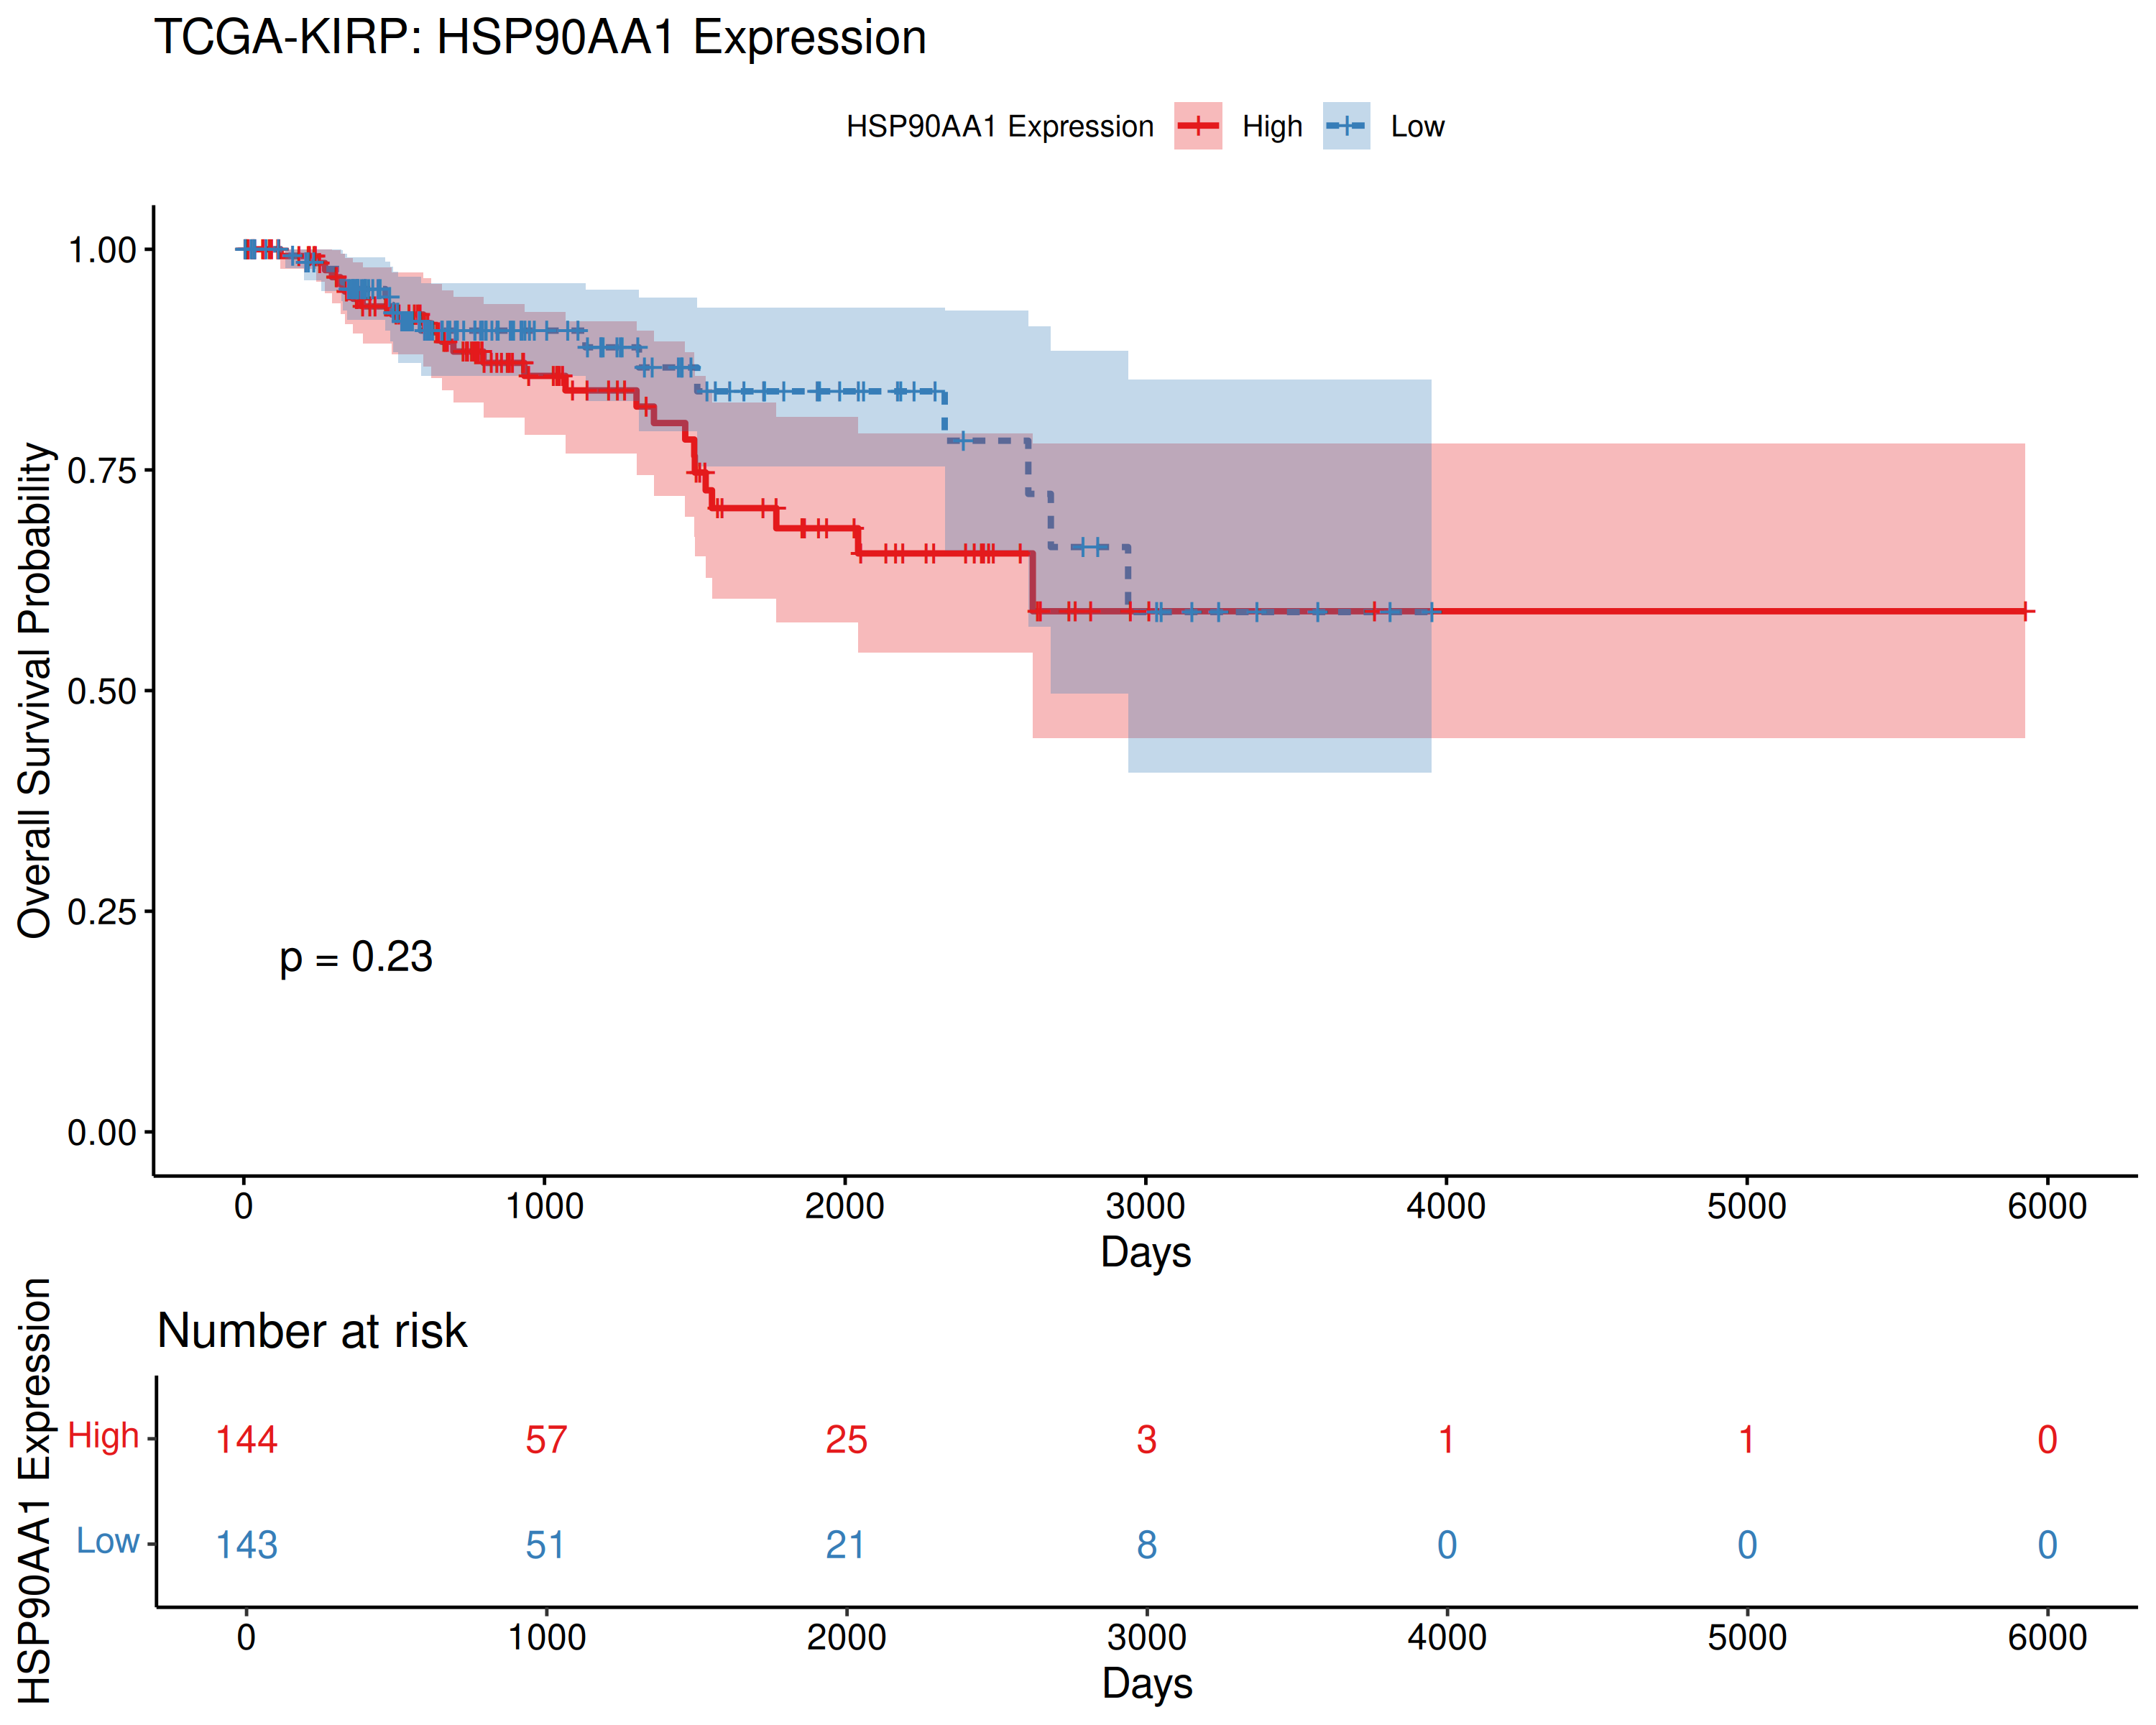 TCGA-KIRP: HSP90AA1 Expression
HSP90AA1 Expression High Low
Overall Survival Probability
1.00
0.75
0.50
0.25
0.00
p = 0.23
0 1000 2000 3000 4000 5000 6000
Days
Number at risk
HSP90AA1 Expression
High 144 57 25 3 1 1 0
Low 143 51 21 8 0 0 0
0 1000 2000 3000 4000 5000 6000
Days